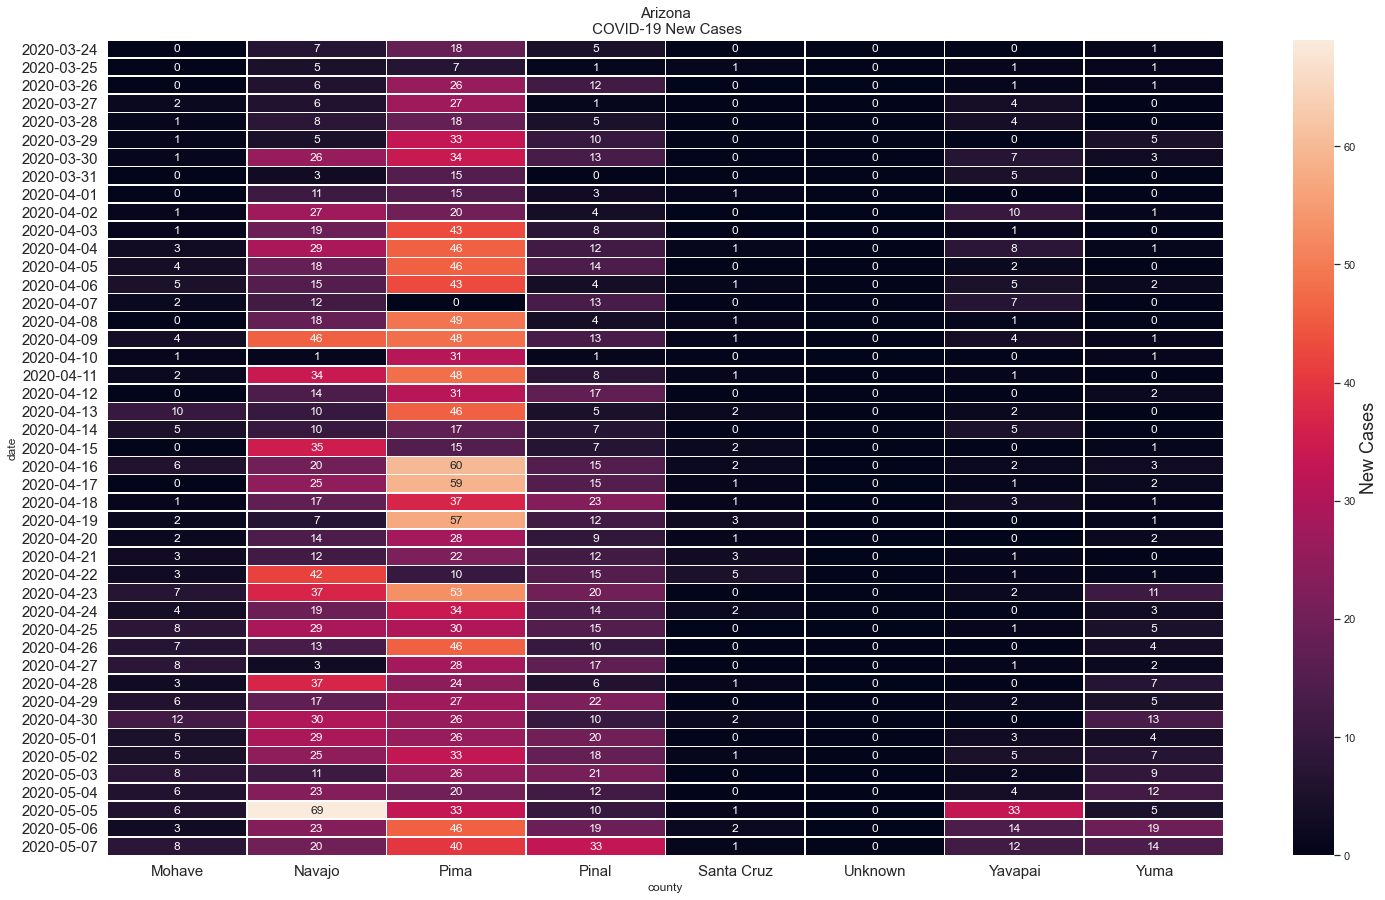 Arizona
COVID-19 New Cases
2020-03-24 0 7 18 5 0 0 0 1
2020-03-25 0 5 7 1 1 0 1 1
2020-03-26 0 6 26 12 0 0 1 1
2020-03-27 2 6 27 1 0 0 4 0
2020-03-28 1 8 18 5 0 0 4 0
2020-03-29 1 5 33 10 0 0 0 5
2020-03-30 1 26 34 13 0 0 7 3
2020-03-31 0 3 15 0 0 0 5 0
2020-04-01 0 11 15 3 1 0 0 0
2020-04-02 1 27 20 4 0 0 10 1
2020-04-03 1 19 43 8 0 0 1 0
2020-04-04 3 29 46 12 1 0 8 1
2020-04-05 4 18 46 14 0 0 2 0
2020-04-06 5 15 43 4 1 0 5 2
2020-04-07 2 12 0 13 0 0 7 0
2020-04-08 0 18 49 4 1 0 1 0
2020-04-09 4 46 48 13 1 0 4 1
2020-04-10 1 1 31 1 0 0 0 1
2020-04-11 2 34 48 8 1 0 1 0
2020-04-12 0 14 31 17 0 0 0 2
2020-04-13 10 10 46 5 2 0 2 0
2020-04-14 5 10 17 7 0 0 5 0
2020-04-15 0 35 15 7 2 0 0 1
2020-04-16 6 20 60 15 2 0 2 3
2020-04-17 0 25 59 15 1 0 1 2
2020-04-18 1 17 37 23 1 0 3 1
2020-04-19 2 7 57 12 3 0 0 1
2020-04-20 2 14 28 9 1 0 0 2
2020-04-21 3 12 22 12 3 0 1 0
2020-04-22 3 42 10 15 5 0 1 1
2020-04-23 7 37 53 20 0 0 2 11
2020-04-24 4 19 34 14 2 0 0 3
2020-04-25 8 29 30 15 0 0 1 5
2020-04-26 7 13 46 10 0 0 0 4
2020-04-27 8 3 28 17 0 0 1 2
2020-04-28 3 37 24 6 1 0 0 7
2020-04-29 6 17 27 22 0 0 2 5
2020-04-30 12 30 26 10 2 0 0 13
2020-05-01 5 29 26 20 0 0 3 4
2020-05-02 5 25 33 18 1 0 5 7
2020-05-03 8 11 26 21 0 0 2 9
2020-05-04 6 23 20 12 0 0 4 12
2020-05-05 6 69 33 10 1 0 33 5
2020-05-06 3 23 46 19 2 0 14 19
2020-05-07 8 20 40 33 1 0 12 14
Mohave Navajo Pima Pinal Santa Cruz Unknown Yavapai Yuma
county
date
60
50
40
30
20
10
0
New Cases